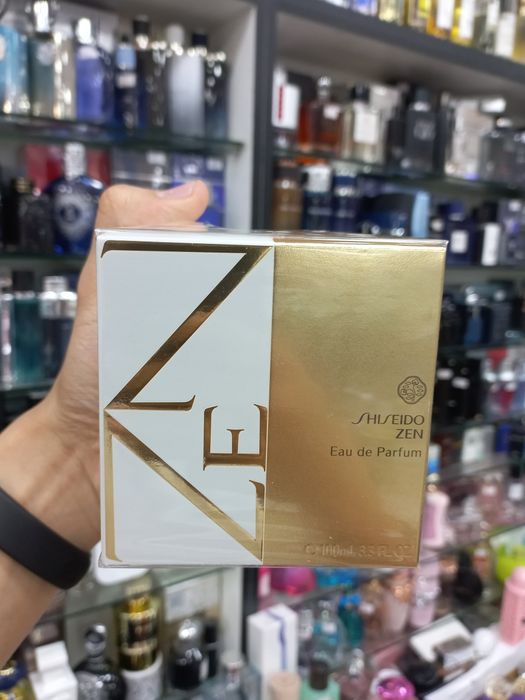 ZEN
SHISEIDO
ZEN
Eau de Parfum
100mL 3.3 FL.OZ.